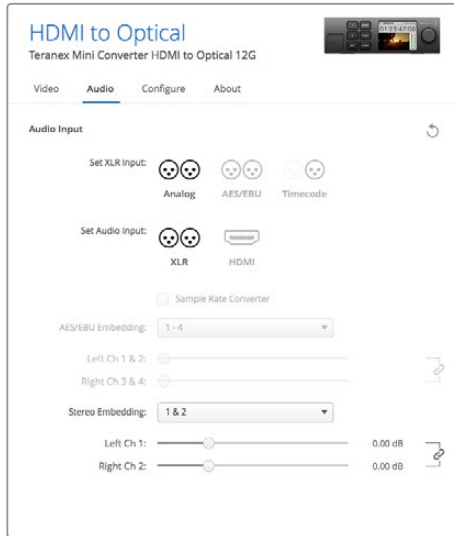 HDMI to Optical
Teranex Mini Converter HDMI to Optical 12G
Video Audio Configure About
Audio Input
Set XLR Input:
Analog AES/EBU Timecode
Set Audio Input:
XLR HDMI
Sample Rate Converter
AES/EBU Embedding: 1 - 4
Left Ch 1 & 2:
Right Ch 3 & 4:
Stereo Embedding: 1 & 2
Left Ch 1: 0.00 dB
Right Ch 2: 0.00 dB